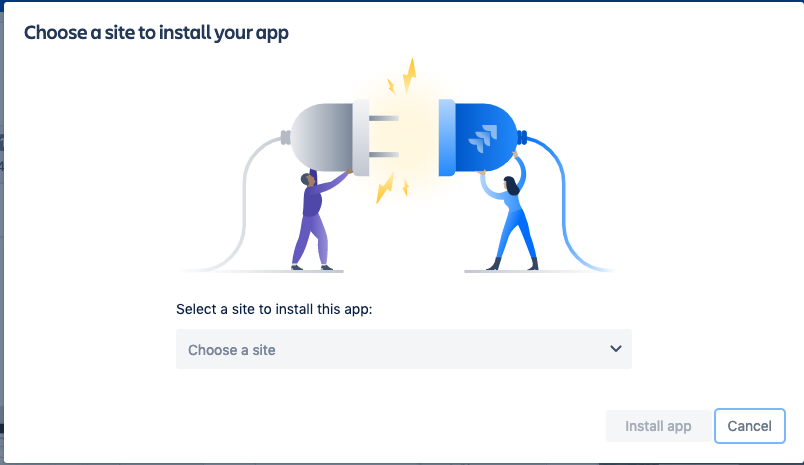 Choose a site to install your app
Select a site to install this app:
Choose a site
Install app
Cancel